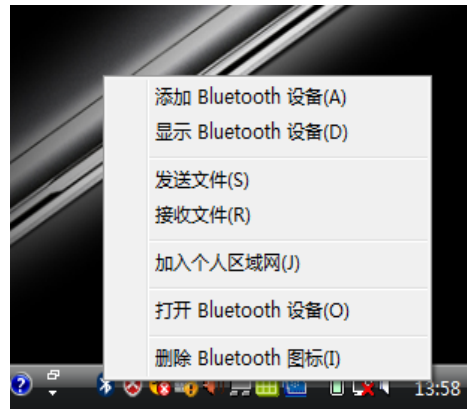 添加 Bluetooth 设备(A)
显示 Bluetooth 设备(D)
发送文件(S)
接收文件(R)
加入个人区域网(J)
打开 Bluetooth 设备(O)
删除 Bluetooth 图标(I)
13:58